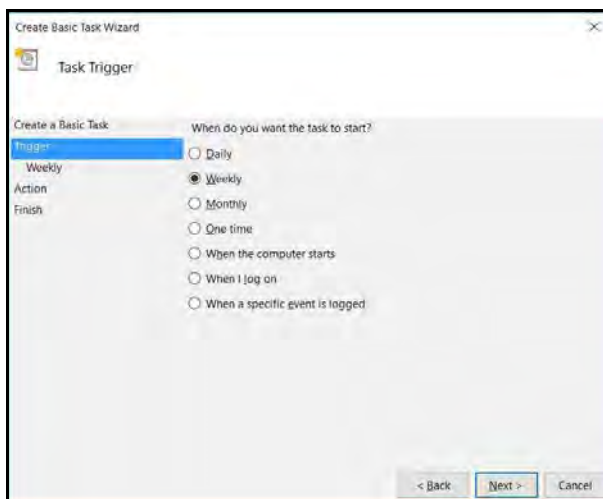 Create Basic Task Wizard
Task Trigger
Create a Basic Task
Trigger
Weekly
Action
Finish
When do you want the task to start?
Daily
Weekly
Monthly
One time
When the computer starts
When I log on
When a specific event is logged
< Back
Next >
Cancel